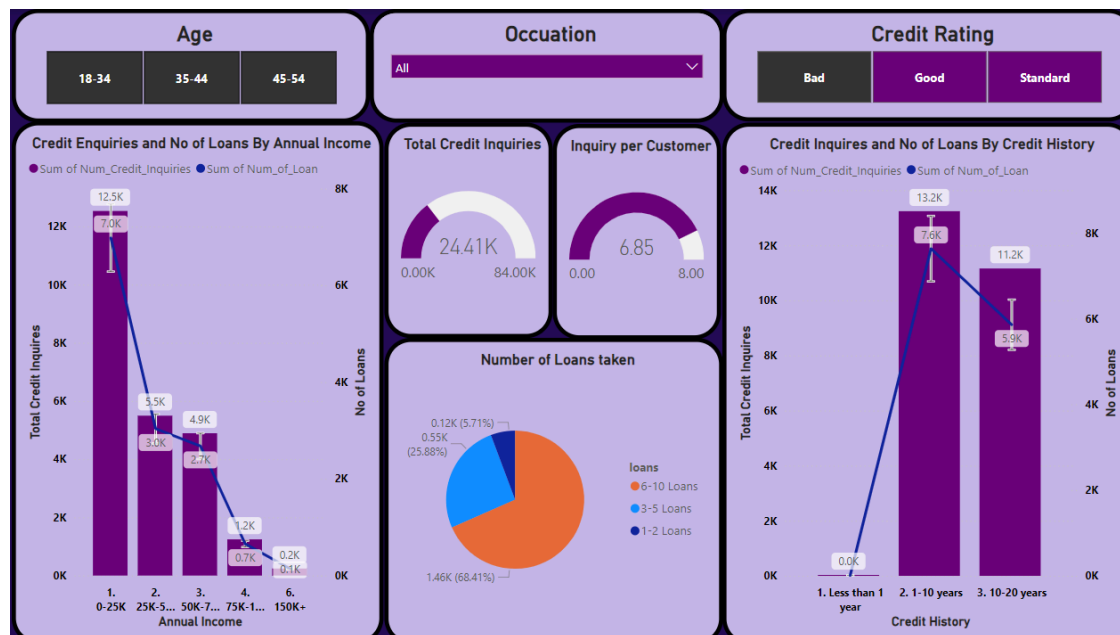 Age
18-34
35-44
45-54
Occuation
All
Credit Rating
Bad
Good
Standard
Credit Enquiries and No of Loans By Annual Income
Sum of Num_Credit_Inquiries
Sum of Num_of_Loan
Total Credit Inquires
12K
10K
8K
6K
4K
2K
0K
12.5K
7.0K
5.5K
3.0K
4.9K
2.7K
1.2K
0.7K
0.2K
0.1K
8K
6K
4K
2K
0K
No of Loans
1.
0-25K
2.
25K-5...
3.
50K-7...
4.
75K-1...
6.
150K+
Annual Income
Total Credit Inquiries
24.41K
0.00K
84.00K
Inquiry per Customer
6.85
0.00
8.00
Number of Loans taken
0.12K (5.71%)
0.55K
(25.88%)
1.46K (68.41%)
loans
6-10 Loans
3-5 Loans
1-2 Loans
Credit Inquires and No of Loans By Credit History
Sum of Num_Credit_Inquiries
Sum of Num_of_Loan
Total Credit Inquires
14K
12K
10K
8K
6K
4K
2K
0K
0.0K
13.2K
7.6K
11.2K
5.9K
8K
6K
4K
2K
0K
No of Loans
1. Less than 1
year
2. 1-10 years
3. 10-20 years
Credit History